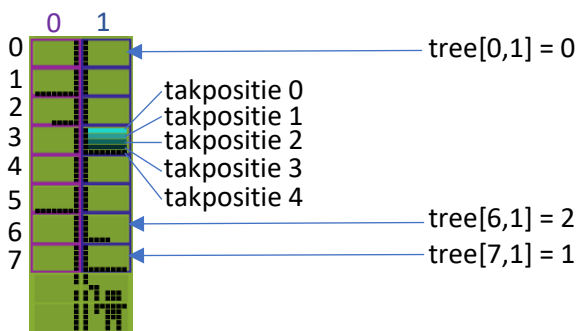 0 1
0
1
2
3
4
5
6
7
tree[0,1] = 0
takpositie 0
takpositie 1
takpositie 2
takpositie 3
takpositie 4
tree[6,1] = 2
tree[7,1] = 1